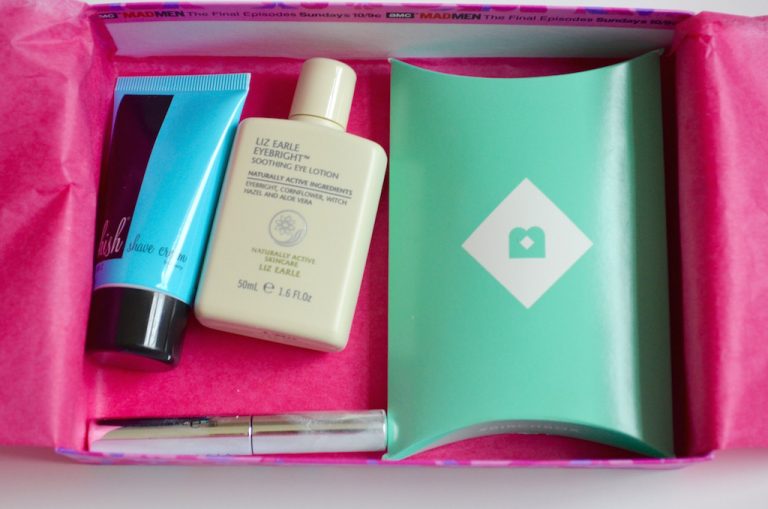 AMC MADMEN The Final Episodes Sundays 10/9c AMC MADMEN The Final Episodes Sundays 10/9c
LIZ EARLE
EYEBRIGHT™
SOOTHING EYE LOTION
NATURALLY ACTIVE INGREDIENTS
EYEBRIGHT, CORNFLOWER, WITCH
HAZEL AND ALOE VERA
NATURALLY ACTIVE
SKINCARE
LIZ EARLE
50mL e 1.6 Fl.Oz
shave cream
B
BIRCHBOX